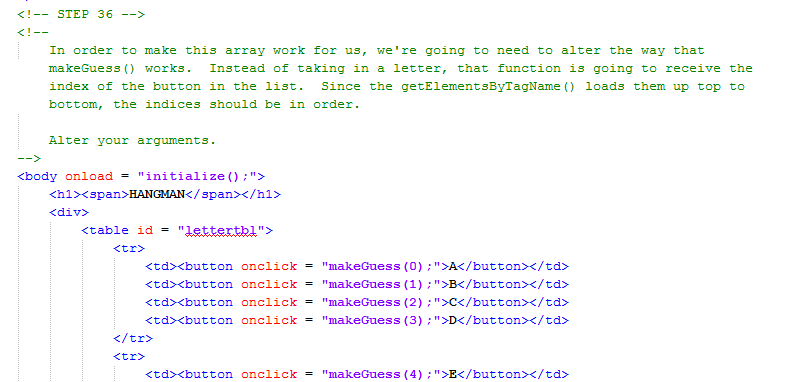 <!-- STEP 36 -->
<!--
In order to make this array work for us, we're going to need to alter the way that
makeGuess() works.  Instead of taking in a letter, that function is going to receive the
index of the button in the list.  Since the getElementsByTagName() loads them up top to
bottom, the indices should be in order.
Alter your arguments.
-->
<body onload = "initialize();">
<h1><span>HANGMAN</span></h1>
<div>
<table id = "lettertbl">
<tr>
<td><button onclick = "makeGuess(0);">A</button></td>
<td><button onclick = "makeGuess(1);">B</button></td>
<td><button onclick = "makeGuess(2);">C</button></td>
<td><button onclick = "makeGuess(3);">D</button></td>
</tr>
<tr>
<td><button onclick = "makeGuess(4);">E</button></td>